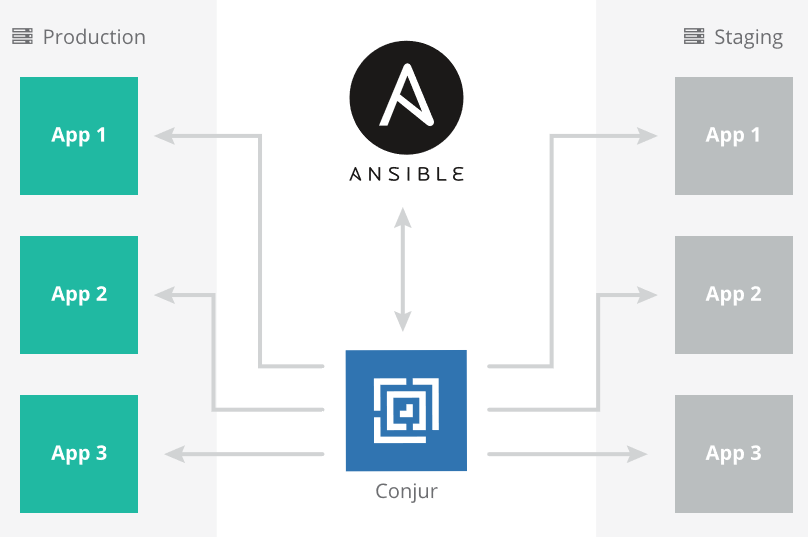 Production
App 1
App 2
App 3
ANSIBLE
Conjur
Staging
App 1
App 2
App 3